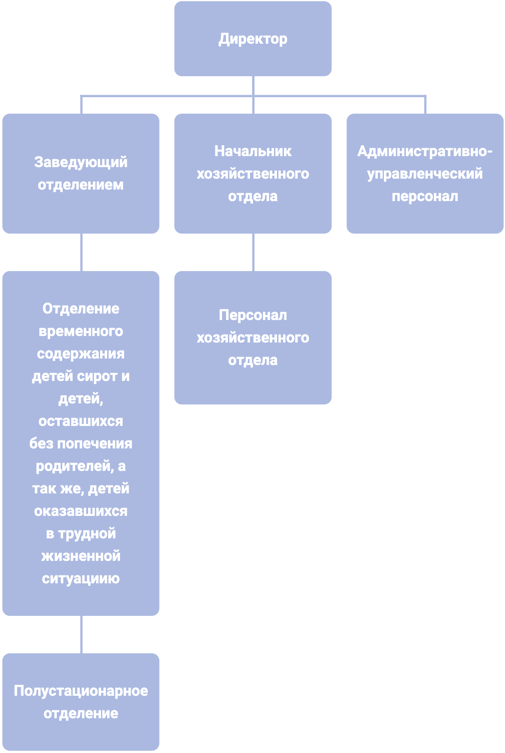 Директор
Заведующий
отделением
Начальник
хозяйственного
отдела
Административно-
управленческий
персонал
Отделение
временного
содержания
детей сирот и
детей,
оставшихся
без попечения
родителей, а
так же, детей
оказавшихся
в трудной
жизненной
ситуациию
Персонал
хозяйственного
отдела
Полустационарное
отделение